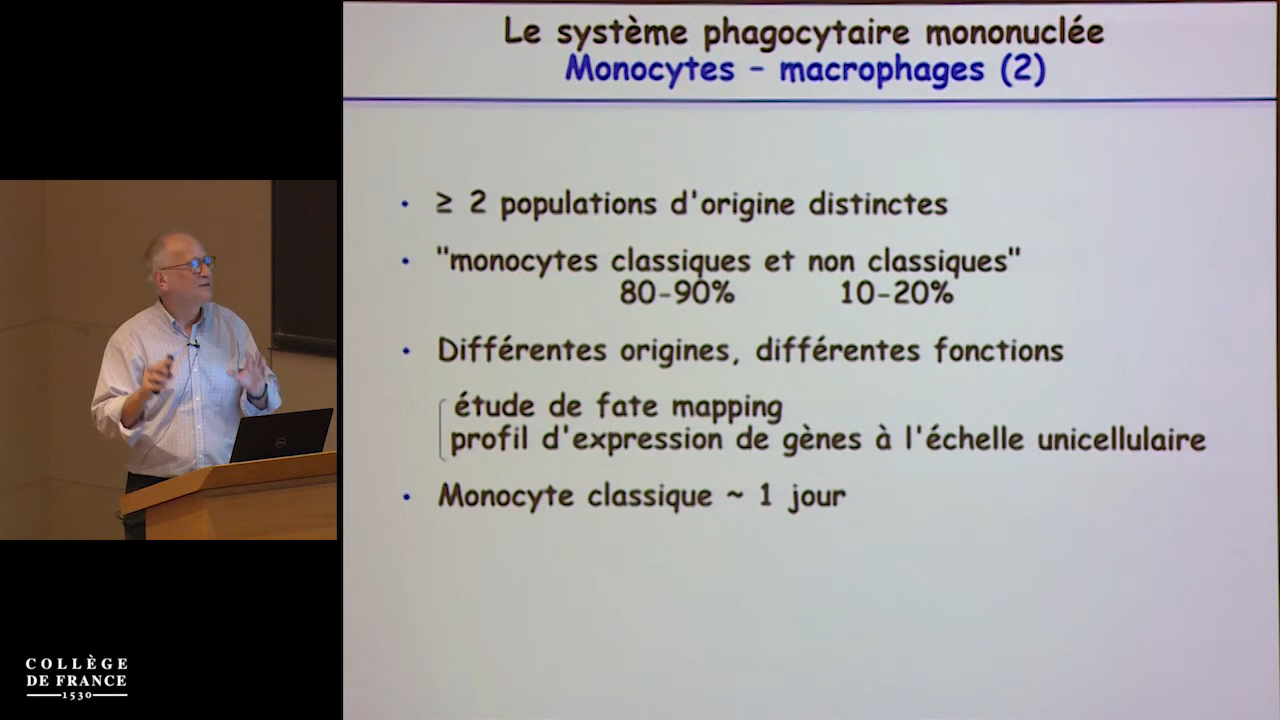 Le système phagocytaire mononuclée
Monocytes - macrophages (2)
• ≥ 2 populations d'origine distinctes
• "monocytes classiques et non classiques"
80-90% 10-20%
• Différentes origines, différentes fonctions
étude de fate mapping
profil d'expression de gènes à l'échelle unicellulaire
• Monocyte classique ~ 1 jour
COLLÈGE
DE FRANCE
1530